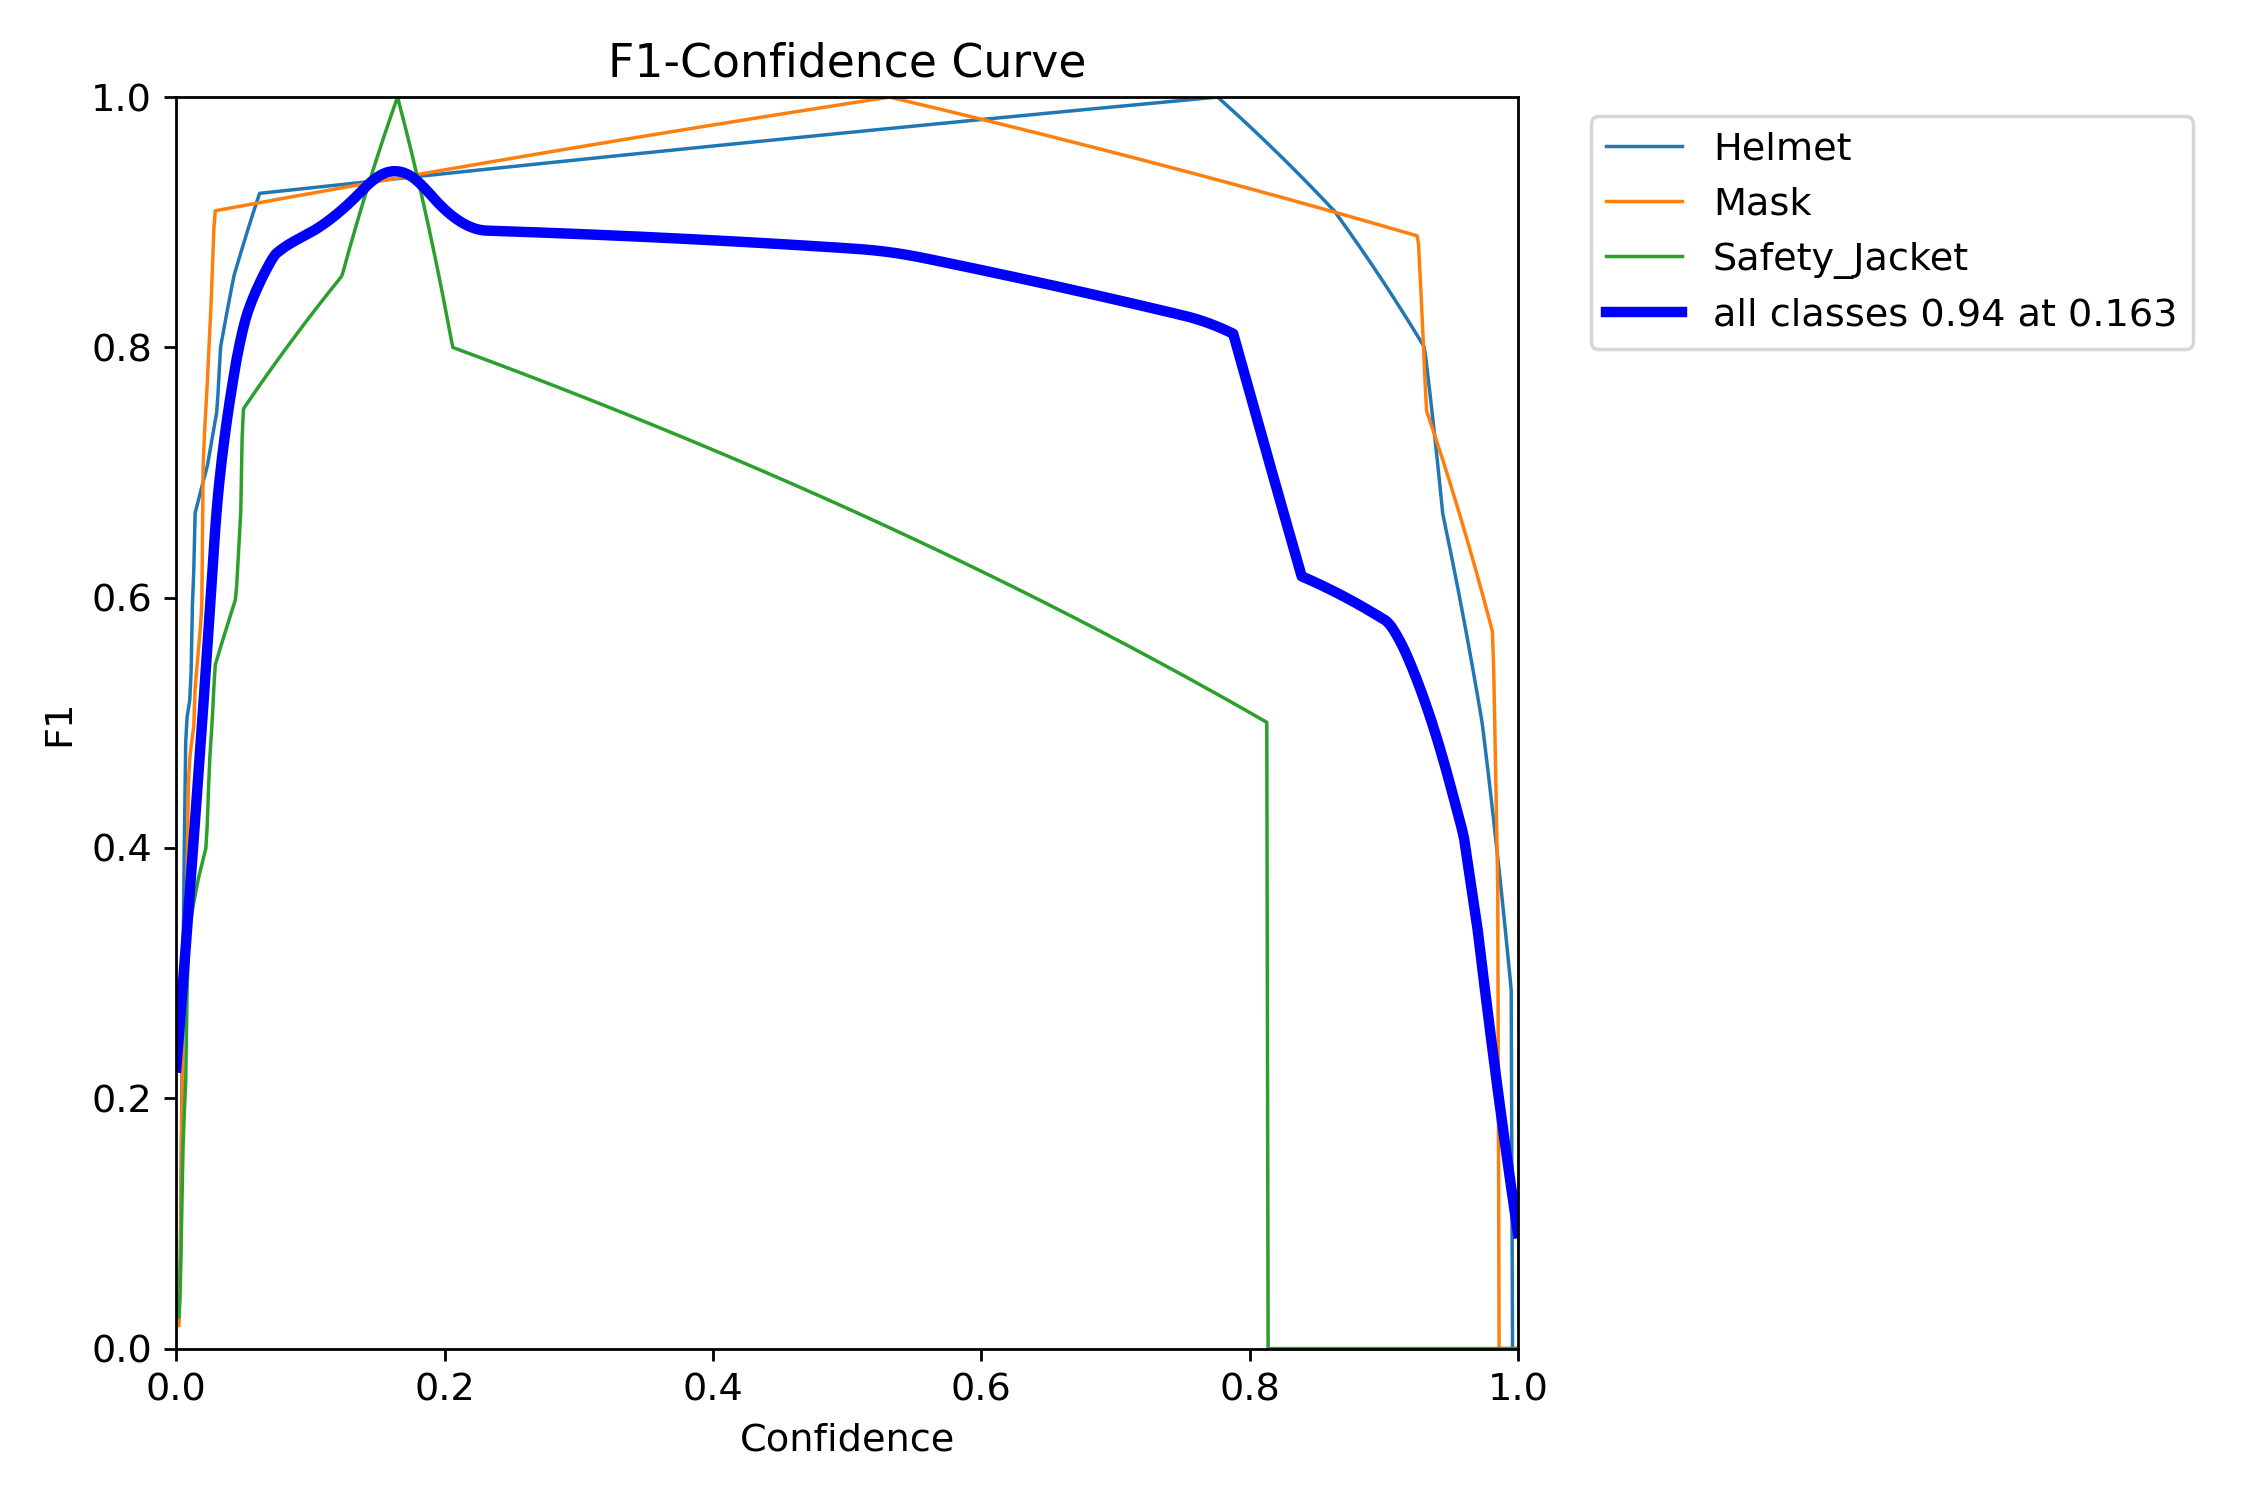 F1-Confidence Curve
1.0
0.8
0.6
0.4
0.2
0.0
F1
0.0 0.2 0.4 0.6 0.8 1.0
Confidence
Helmet
Mask
Safety_Jacket
all classes 0.94 at 0.163